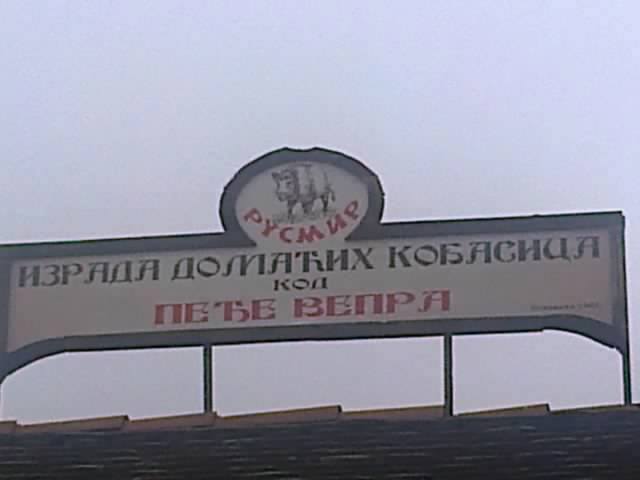 РУСМИР
ИЗРАДА ДОМАЋИХ КОБАСИЦА
КОД
ПЕЂЕ ВЕПРА